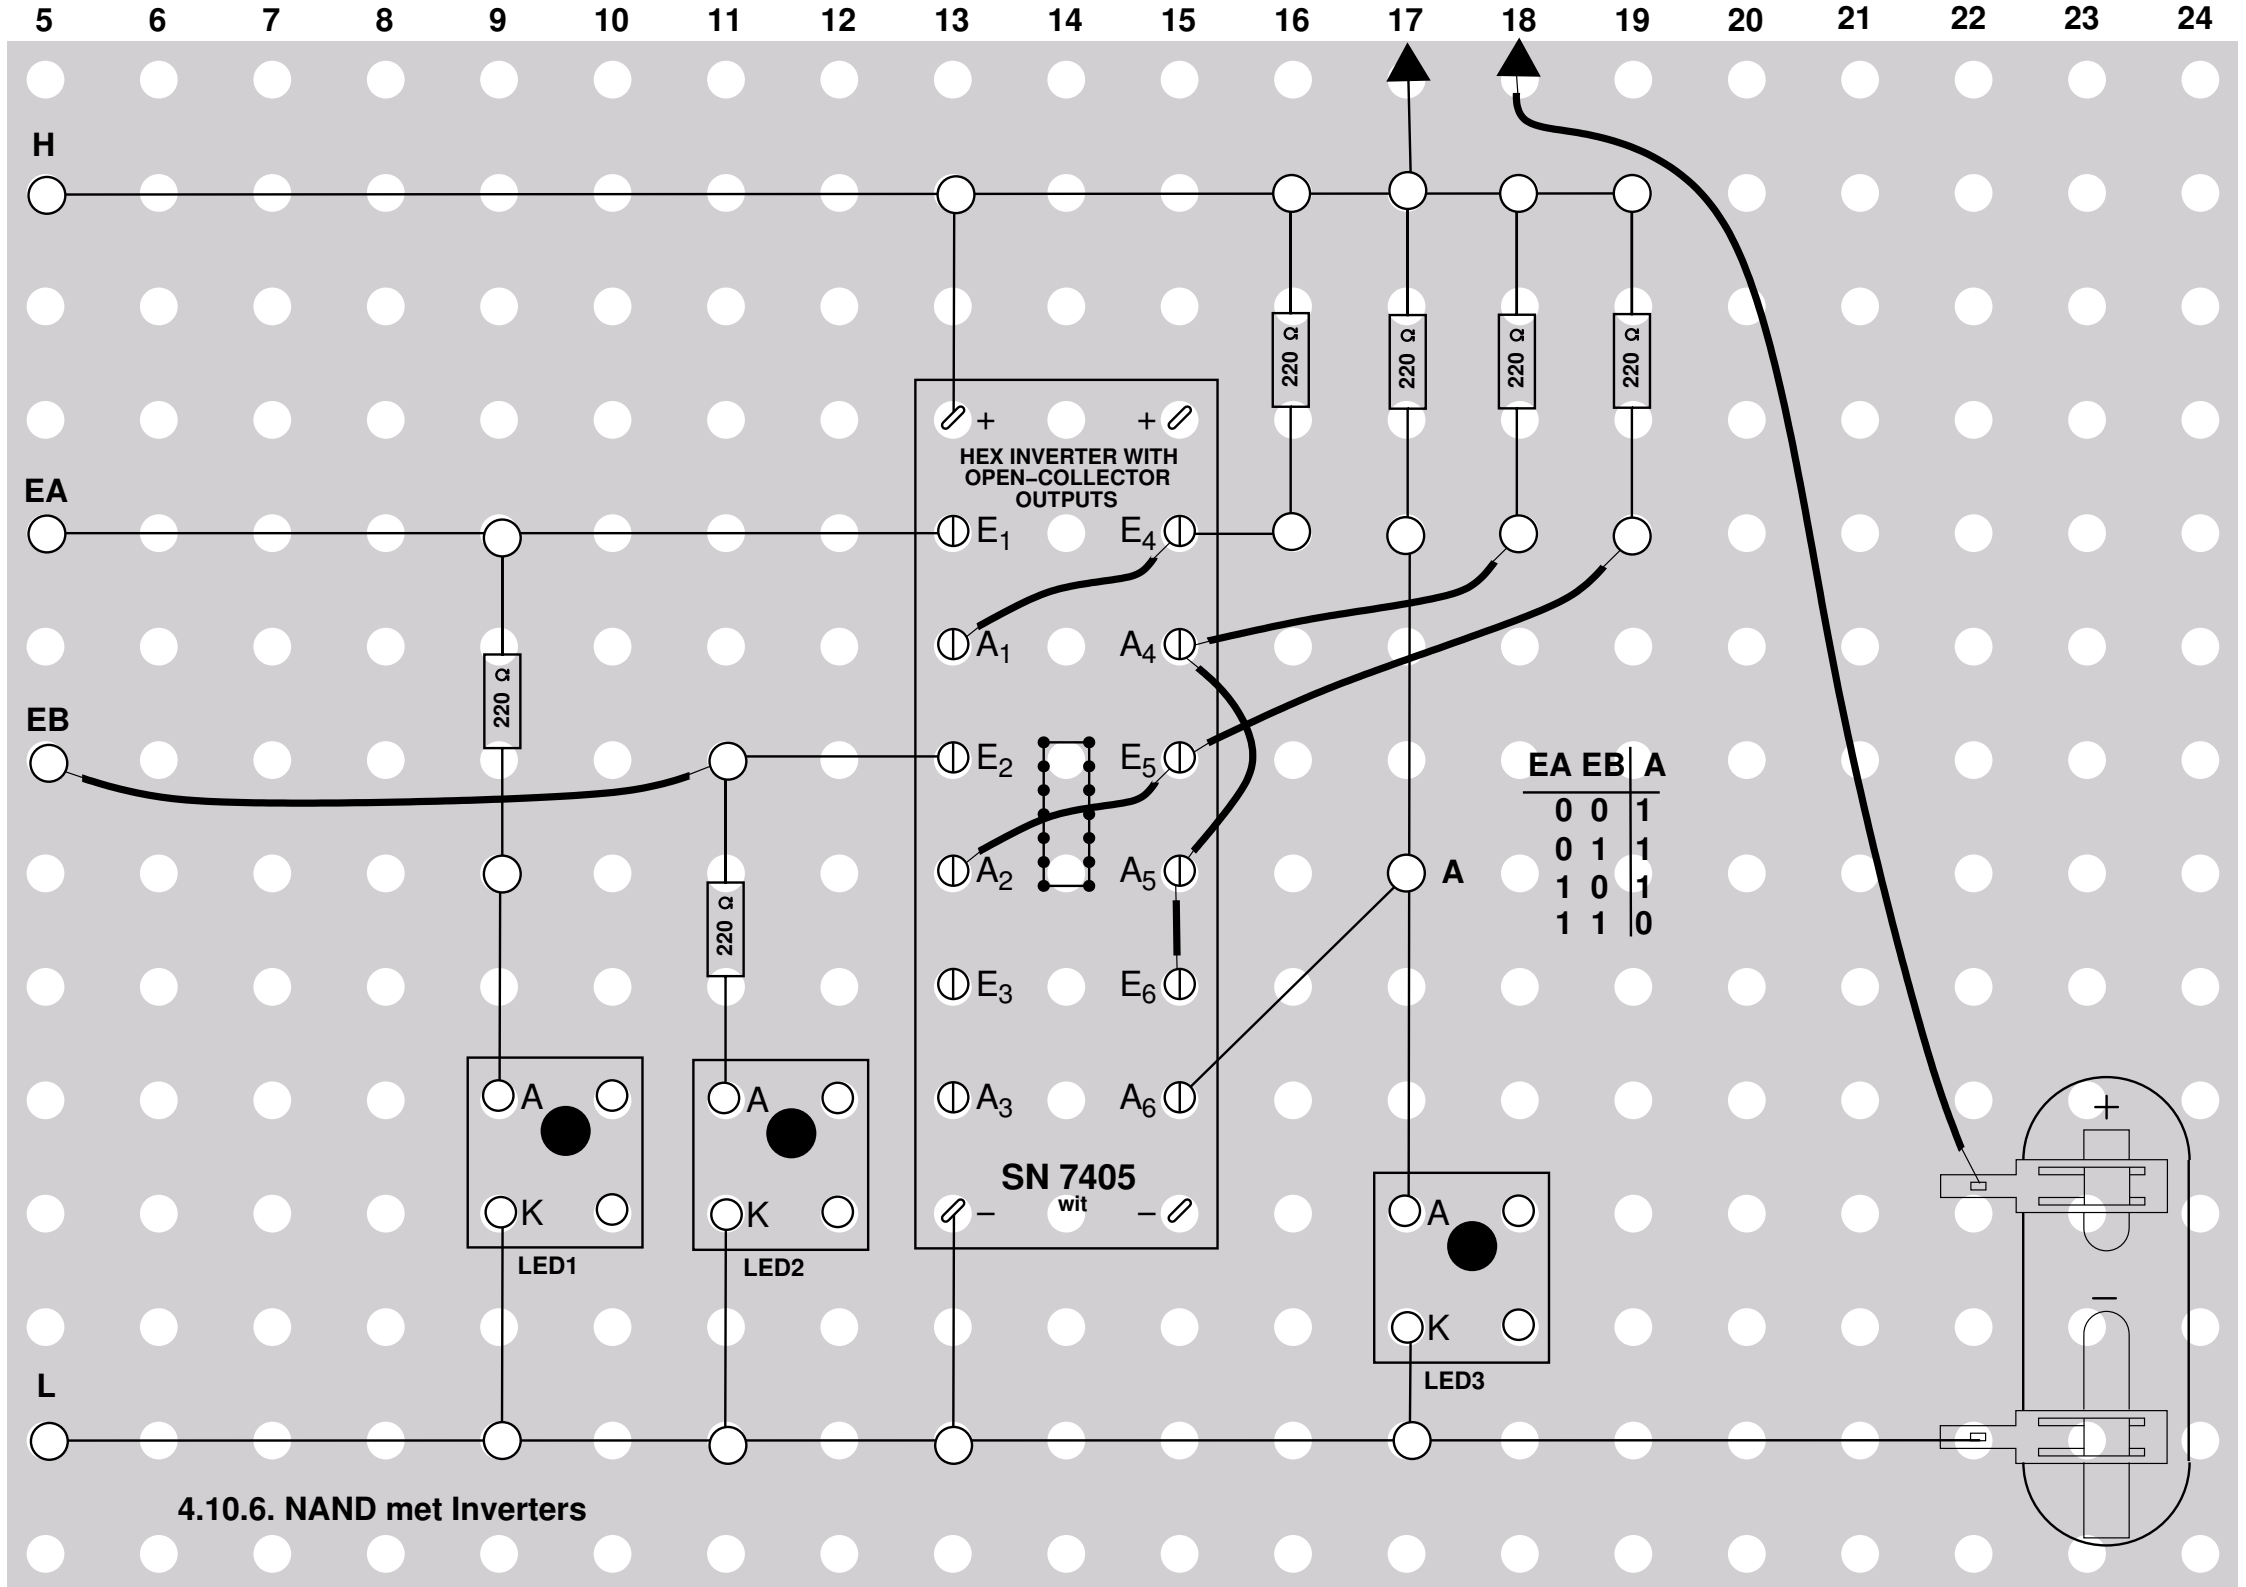 5 6 7 8 9 10 11 12 13 14 15 16 17 18 19 20 21 22 23 24
H
+ +
HEX INVERTER WITH
OPEN–COLLECTOR
OUTPUTS
220 Ω 220 Ω 220 Ω 220 Ω
EA
E1 E4
A1 A4
220 Ω
EB
E2 E5
EA EB A
0 0 1
0 1 1
1 0 1
1 1 0
A2 A5
A
220 Ω
E3 E6
A A
A3 A6
+
SN 7405
wit
– –
K K
A
LED1 LED2
–
K
LED3
L
4.10.6. NAND met Inverters